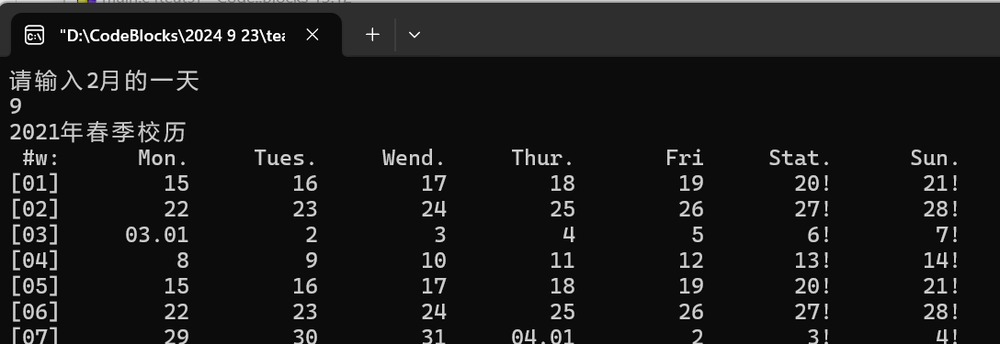 "D:\CodeBlocks\2024 9 23\tea
请输入2月的一天
9
2021年春季校历
#w: Mon. Tues. Wend. Thur. Fri Stat. Sun.
[01] 15 16 17 18 19 20! 21!
[02] 22 23 24 25 26 27! 28!
[03] 03.01 2 3 4 5 6! 7!
[04] 8 9 10 11 12 13! 14!
[05] 15 16 17 18 19 20! 21!
[06] 22 23 24 25 26 27! 28!
[07] 29 30 31 04.01 2 3! 4!